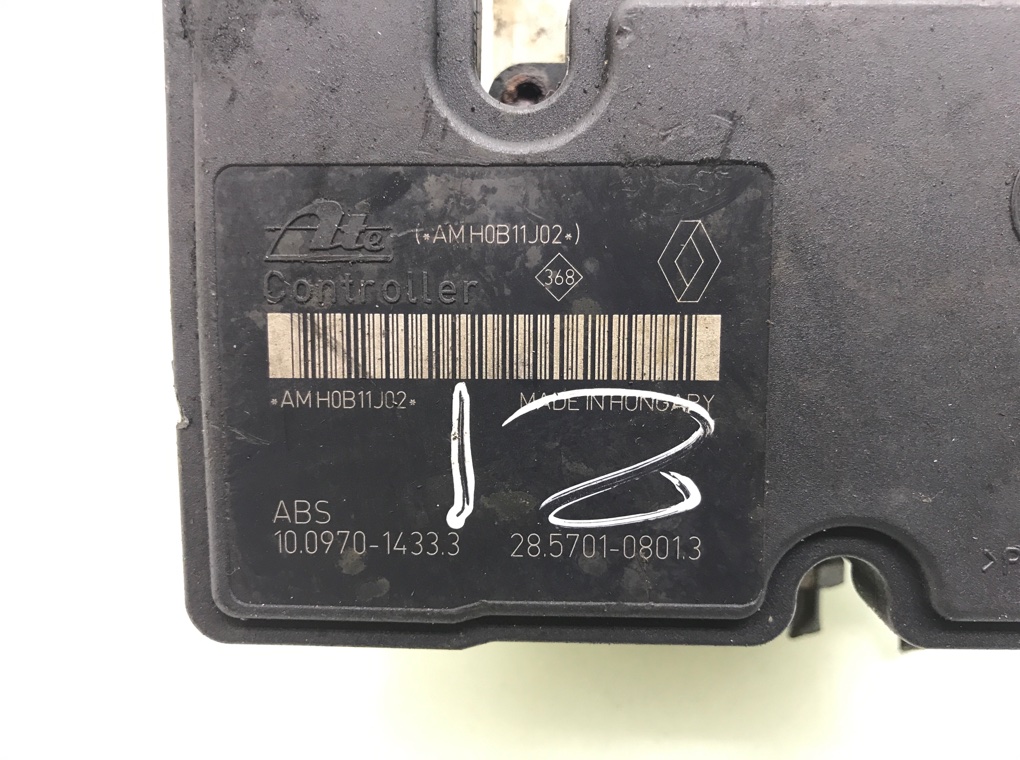 Ate (*AM H0B11J02*)
Controller 368
*AM H0B11J02* MADE IN HUNGARY
ABS
10.0970-1433.3 28.5701-0801.3
>P